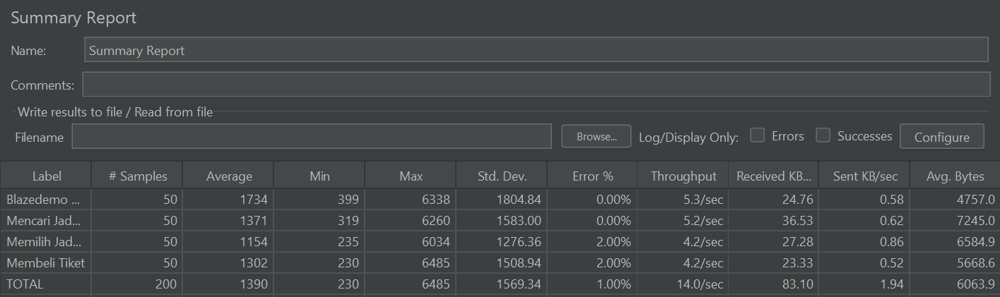 Summary Report
Name: Summary Report
Comments:
Write results to file / Read from file
Filename Browse... Log/Display Only: Errors Successes Configure
Label # Samples Average Min Max Std. Dev. Error % Throughput Received KB... Sent KB/sec Avg. Bytes
Blazedemo ... 50 1734 399 6338 1804.84 0.00% 5.3/sec 24.76 0.58 4757.0
Mencari Jad... 50 1371 319 6260 1583.00 0.00% 5.2/sec 36.53 0.62 7245.0
Memilih Jad... 50 1154 235 6034 1276.36 2.00% 4.2/sec 27.28 0.86 6584.9
Membeli Tiket 50 1302 230 6485 1508.94 2.00% 4.2/sec 23.33 0.52 5668.6
TOTAL 200 1390 230 6485 1569.34 1.00% 14.0/sec 83.10 1.94 6063.9